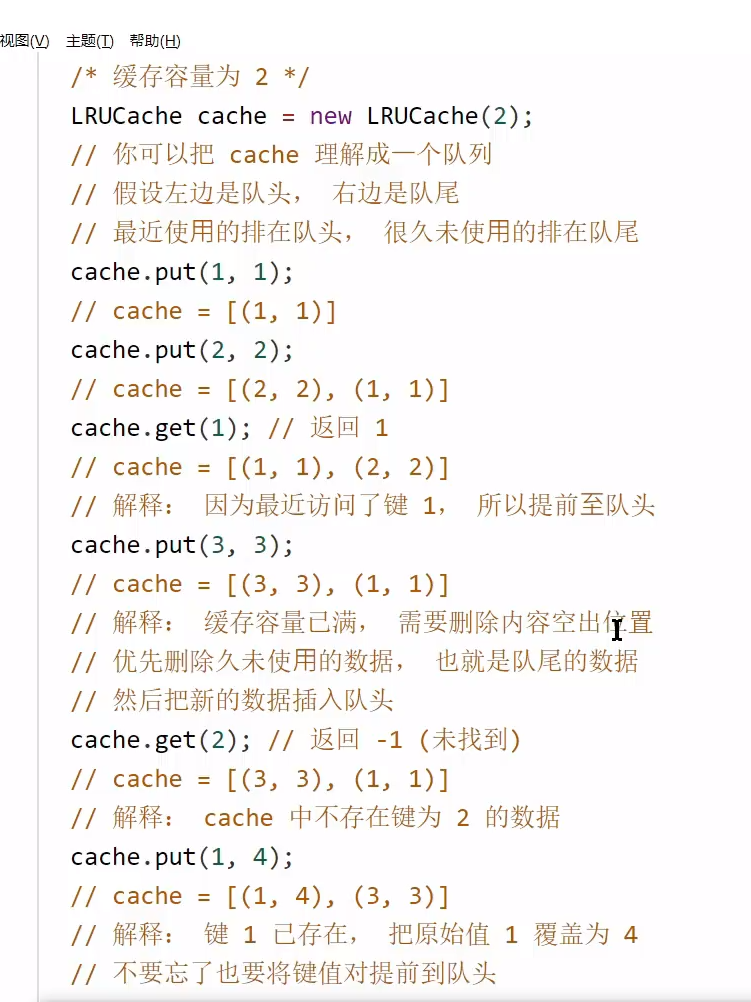 视图(V) 主题(T) 帮助(H)
/* 缓存容量为 2 */
LRUCache cache = new LRUCache(2);
// 你可以把 cache 理解成一个队列
// 假设左边是队头， 右边是队尾
// 最近使用的排在队头， 很久未使用的排在队尾
cache.put(1, 1);
// cache = [(1, 1)]
cache.put(2, 2);
// cache = [(2, 2), (1, 1)]
cache.get(1); // 返回 1
// cache = [(1, 1), (2, 2)]
// 解释： 因为最近访问了键 1， 所以提前至队头
cache.put(3, 3);
// cache = [(3, 3), (1, 1)]
// 解释： 缓存容量已满， 需要删除内容空出位置
// 优先删除久未使用的数据， 也就是队尾的数据
// 然后把新的数据插入队头
cache.get(2); // 返回 -1 (未找到)
// cache = [(3, 3), (1, 1)]
// 解释： cache 中不存在键为 2 的数据
cache.put(1, 4);
// cache = [(1, 4), (3, 3)]
// 解释： 键 1 已存在， 把原始值 1 覆盖为 4
// 不要忘了也要将键值对提前到队头